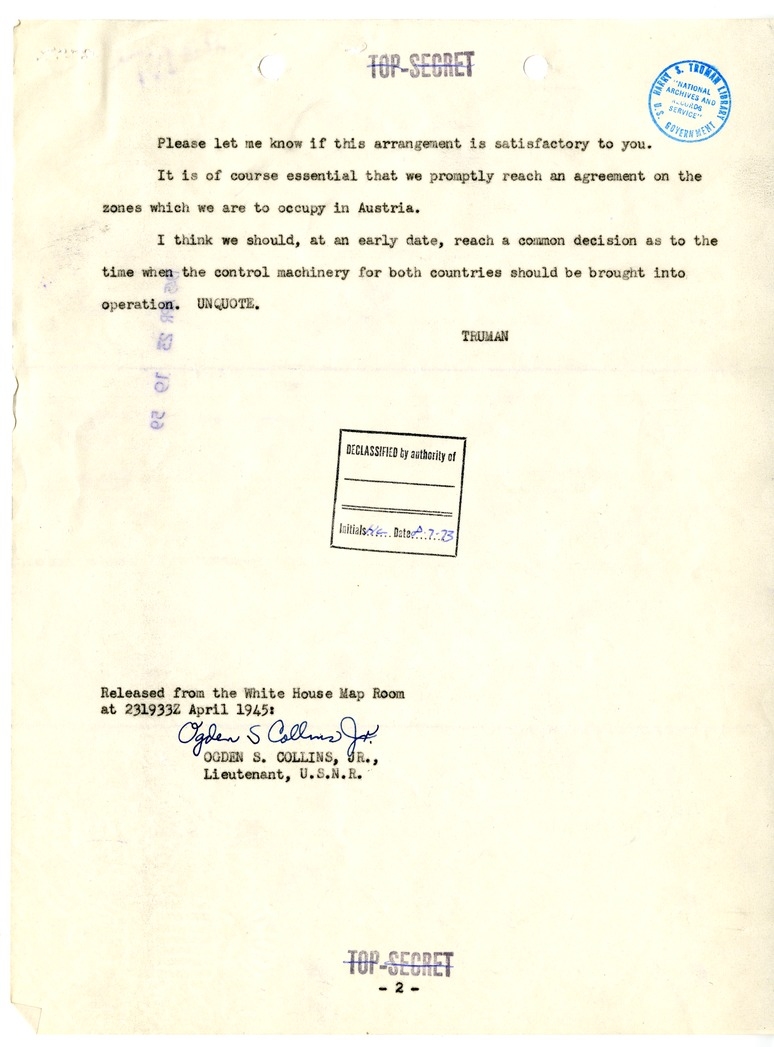 TOP-SECRET
HARRY S. TRUMAN LIBRARY
"NATIONAL
ARCHIVES AND
RECORDS
SERVICE"
U.S. GOVERNMENT
Please let me know if this arrangement is satisfactory to you.
It is of course essential that we promptly reach an agreement on the
zones which we are to occupy in Austria.
I think we should, at an early date, reach a common decision as to the
time when the control machinery for both countries should be brought into
operation. UNQUOTE.
TRUMAN
DECLASSIFIED by authority of
Initials Date 8-7-73
Released from the White House Map Room
at 231933Z April 1945:
Ogden S Collins Jr.
OGDEN S. COLLINS, JR.,
Lieutenant, U.S.N.R.
TOP-SECRET
- 2 -